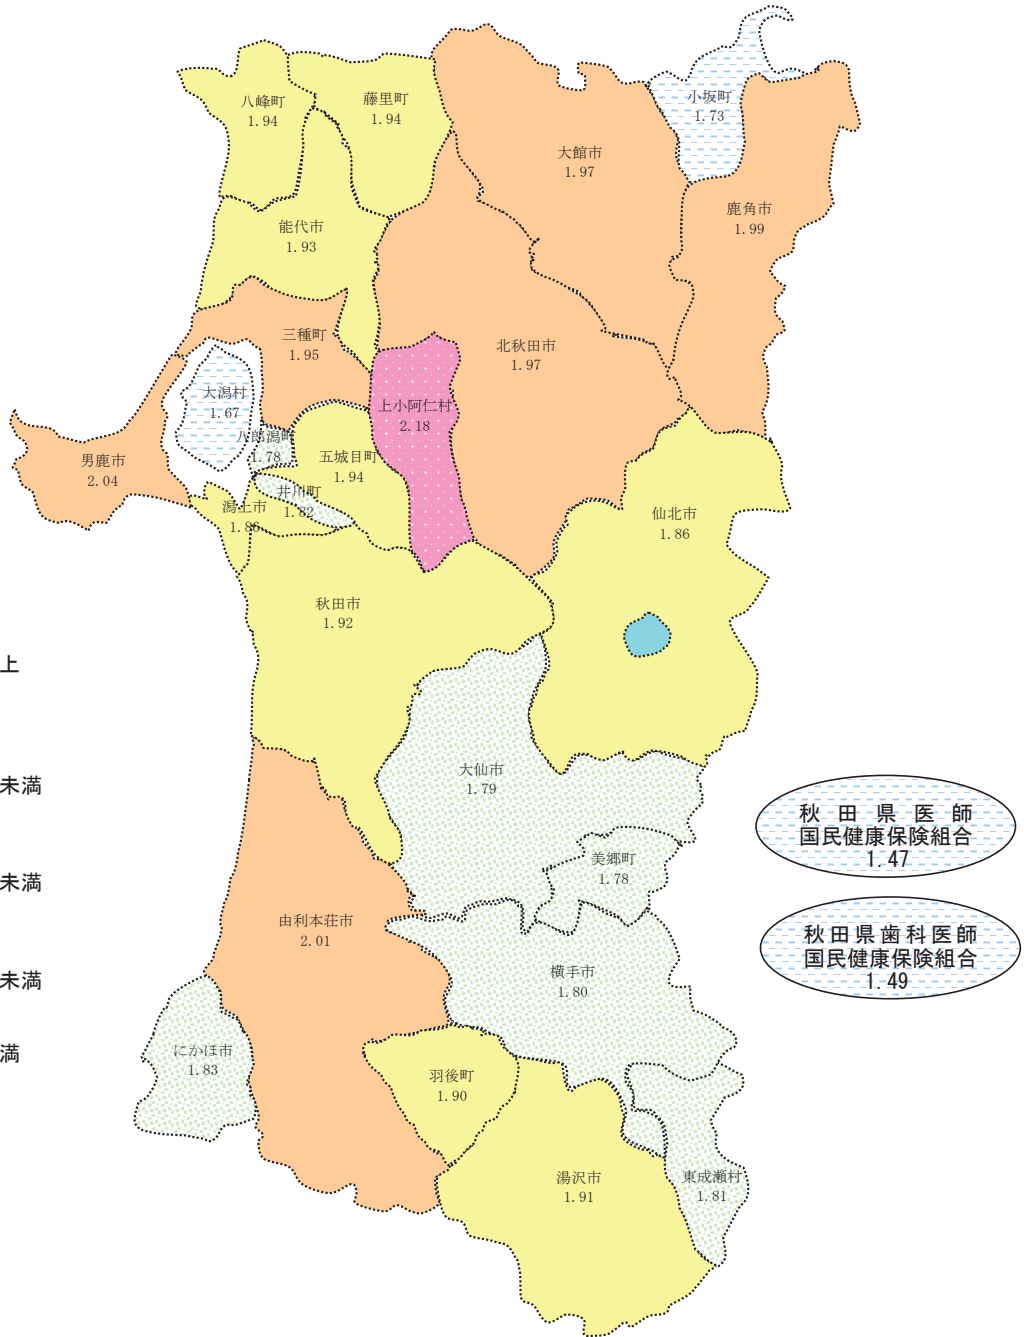 小坂町
1.73
八峰町
1.94
藤里町
1.94
大館市
1.97
鹿角市
1.99
能代市
1.93
三種町
1.95
北秋田市
1.97
大潟村
1.67
上小阿仁村
2.18
八郎潟町
1.78
五城目町
1.94
男鹿市
2.04
井川町
1.82
潟上市
1.86
仙北市
1.86
秋田市
1.92
上
大仙市
1.79
未満
秋田県医師
国民健康保険組合
1.47
美郷町
1.78
未満
由利本荘市
2.01
秋田県歯科医師
国民健康保険組合
1.49
横手市
1.80
未満
にかほ市
1.83
満
羽後町
1.90
湯沢市
1.91
東成瀬村
1.81